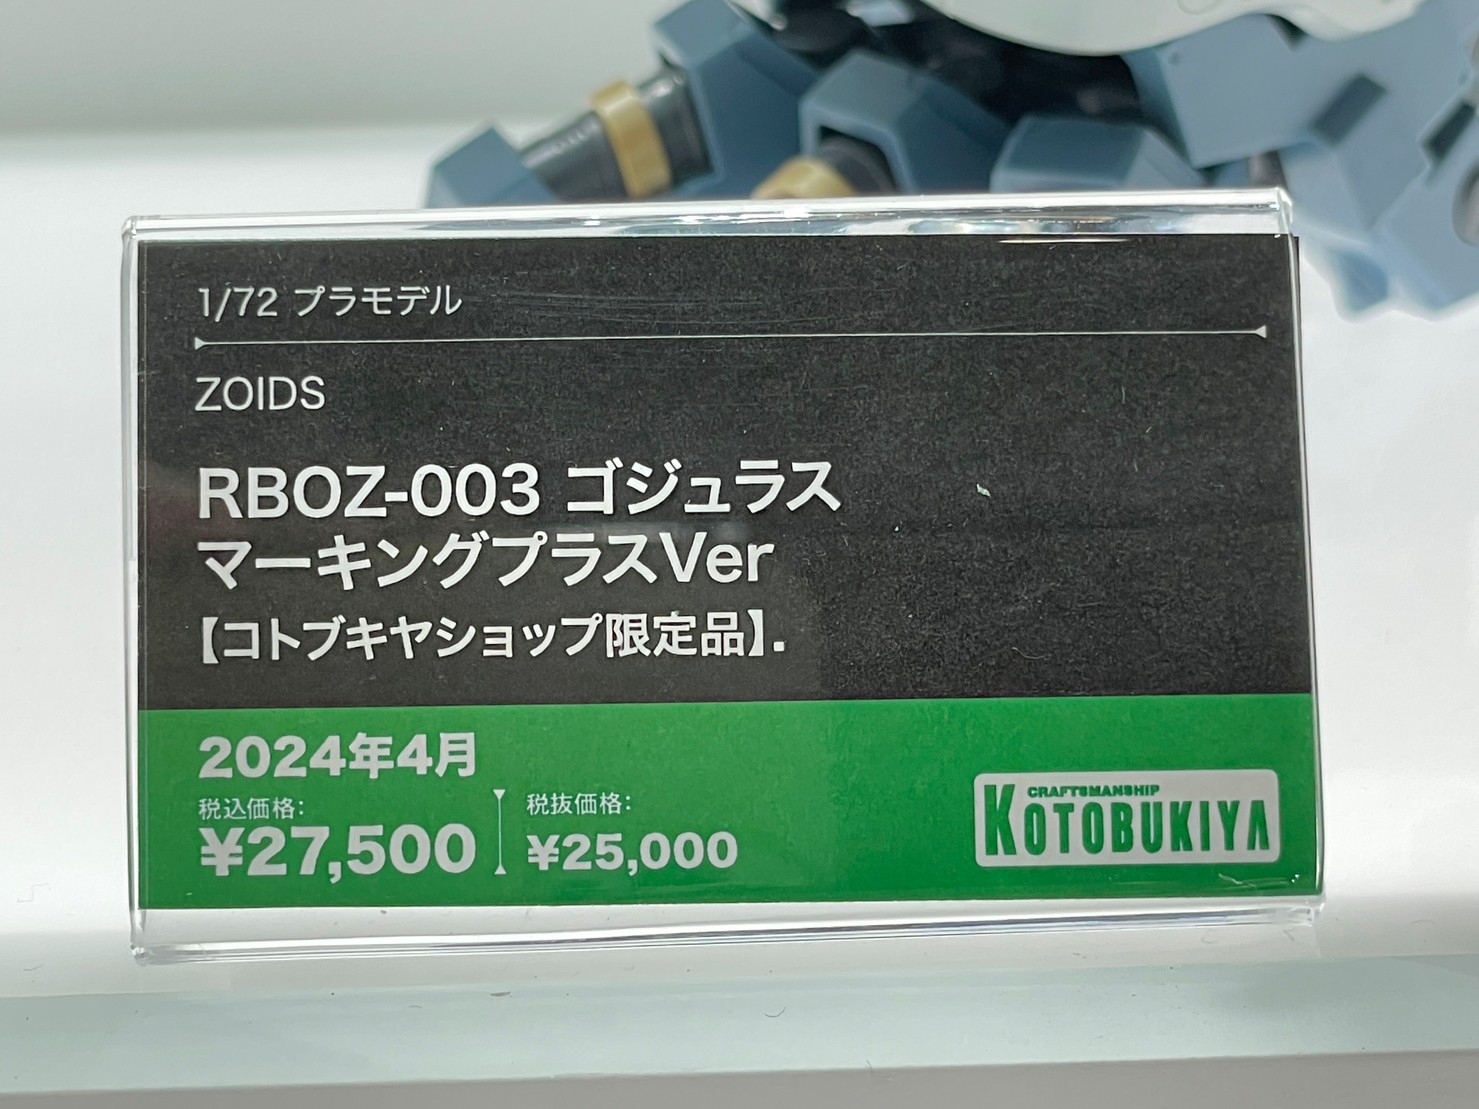 1/72 プラモデル
ZOIDS
RBOZ-003 ゴジュラス
マーキングプラスVer
【コトブキヤショップ限定品】.
2024年4月
税込価格:
¥27,500
税抜価格:
¥25,000
CRAFTSMANSHIP
KOTOBUKIYA